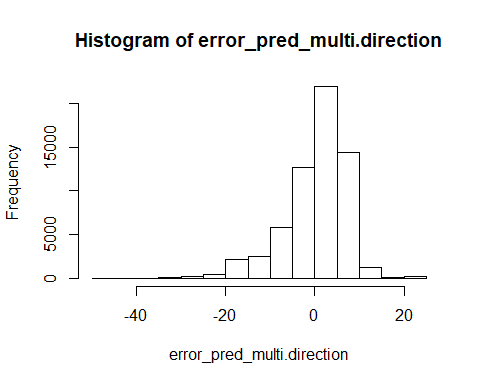 Histogram of error_pred_multi.direction
Frequency
15000
5000
0
-40 -20 0 20
error_pred_multi.direction